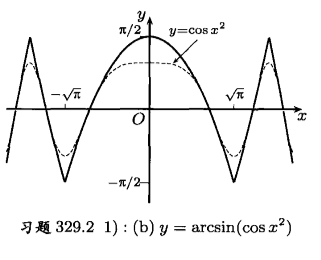 y
π/2
y=cos x²
−√π
√π
O
x
−π/2
习题 329.2 1) : (b) y = arcsin(cos x²)